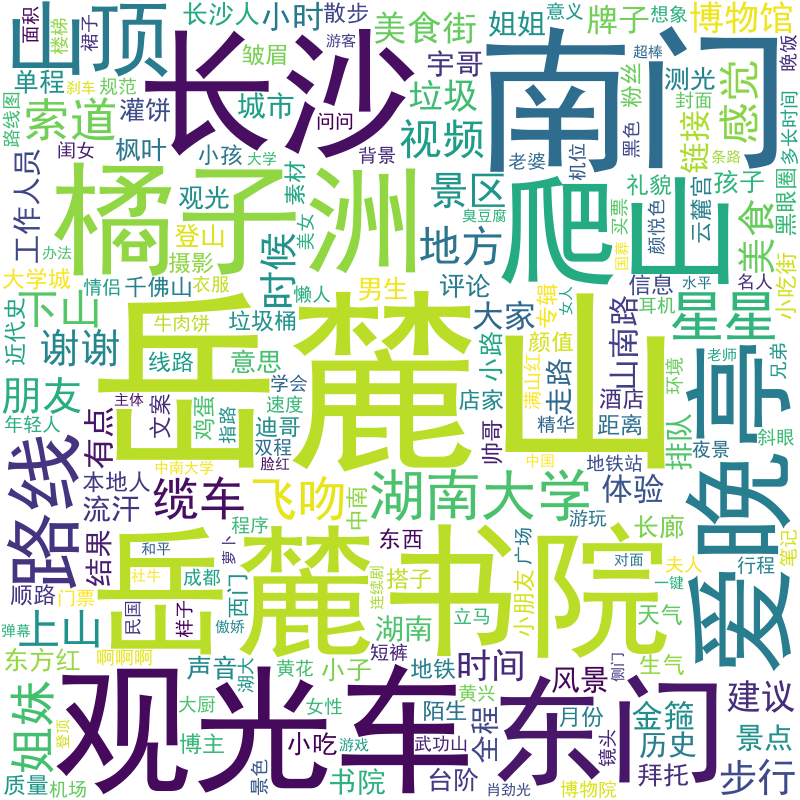 面积
楼梯
裙子
山顶
长沙人
小时
散步
美食街
姐姐
意义
牌子
想象
博物馆
刹车
规范
单程
皱眉
长沙
游客
宇哥
南门
超棒
晚饭
路线图
索道
灌饼
城市
问问
垃圾
粉丝
测光
封面
感觉
多长时间
工作人员
闺女
枫叶
小孩
大学
背景
视频
老婆
机位
黑色
链接
条路
橘子洲
素材
观光
美女
景区
臭豆腐
爬山
礼貌
买票
孩子
黑眼圈
办法
登山
时候
地方
颜悦色
国葬
云麓宫
美食
大学城
摄影
衣服
情侣
千佛山
懒人
男生
评论
信息
耳机
水平
名人
小吃街
近代史
下山
牛肉饼
垃圾桶
岳麓山
大家
专辑
女人
山南路
星星
谢谢
线路
意思
颜值
小路
满山红
走路
老师
兄弟
环境
朋友
有点
主体
文案
鸡蛋
学会
速度
指路
店家
酒店
爱晚亭
年轻人
迪哥
帅哥
精华
距离
排队
夜景
斜眼
路线
中南大学
双程
脸红
中国
地铁站
本地人
流汗
缆车
飞吻
中南
湖南大学
体验
结果
程序
东西
游玩
长廊
广场
和平
岳麓书院
萝卜
对面
夫人
行程
笔记
顺路
门票
社牛
成都
西门
搭子
连续剧
小朋友
一键
弹幕
上山
民国
样子
傲娇
湖南
立马
天气
东方红
啊啊啊
声音
湖大
黄花
小子
短裤
地铁
时间
风景
侧门
生气
姐妹
登顶
观光车
大厨
女性
陌生
黄兴
全程
东门
月份
金箍
建议
博主
小吃
游戏
武功山
镜头
历史
景点
质量
机场
景色
书院
台阶
肖劲光
博物院
拜托
步行